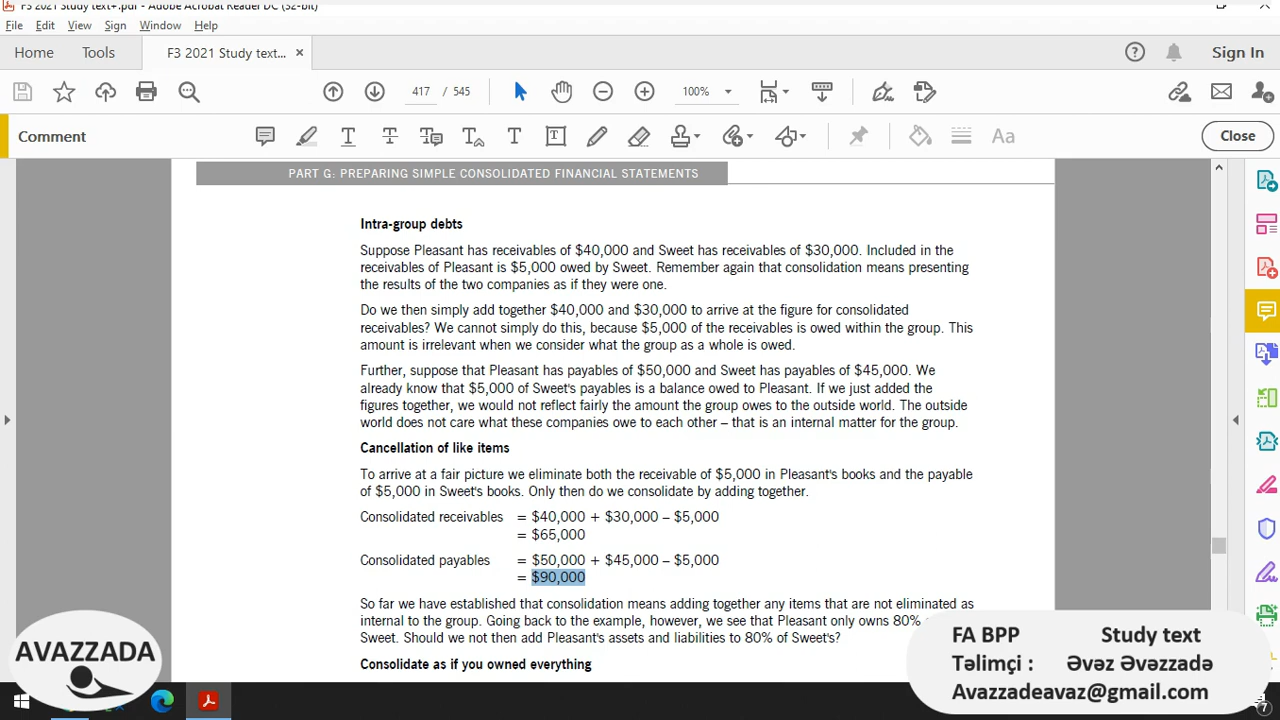 F3 2021 Study text+.pdf - Adobe Acrobat Reader DC (32-bit)
File Edit View Sign Window Help
Home Tools F3 2021 Study text... × Sign In
417 / 545 100%
Comment Close
PART G: PREPARING SIMPLE CONSOLIDATED FINANCIAL STATEMENTS
Intra-group debts
Suppose Pleasant has receivables of $40,000 and Sweet has receivables of $30,000. Included in the
receivables of Pleasant is $5,000 owed by Sweet. Remember again that consolidation means presenting
the results of the two companies as if they were one.
Do we then simply add together $40,000 and $30,000 to arrive at the figure for consolidated
receivables? We cannot simply do this, because $5,000 of the receivables is owed within the group. This
amount is irrelevant when we consider what the group as a whole is owed.
Further, suppose that Pleasant has payables of $50,000 and Sweet has payables of $45,000. We
already know that $5,000 of Sweet's payables is a balance owed to Pleasant. If we just added the
figures together, we would not reflect fairly the amount the group owes to the outside world. The outside
world does not care what these companies owe to each other – that is an internal matter for the group.
Cancellation of like items
To arrive at a fair picture we eliminate both the receivable of $5,000 in Pleasant's books and the payable
of $5,000 in Sweet's books. Only then do we consolidate by adding together.
Consolidated receivables = $40,000 + $30,000 – $5,000
= $65,000
Consolidated payables = $50,000 + $45,000 – $5,000
= $90,000
So far we have established that consolidation means adding together any items that are not eliminated as
internal to the group. Going back to the example, however, we see that Pleasant only owns 80%
Sweet. Should we not then add Pleasant's assets and liabilities to 80% of Sweet's?
Consolidate as if you owned everything
AVAZZADA
FA BPP Study text
Təlimçi : Əvəz Əvəzzadə
Avazzadeavaz@gmail.com